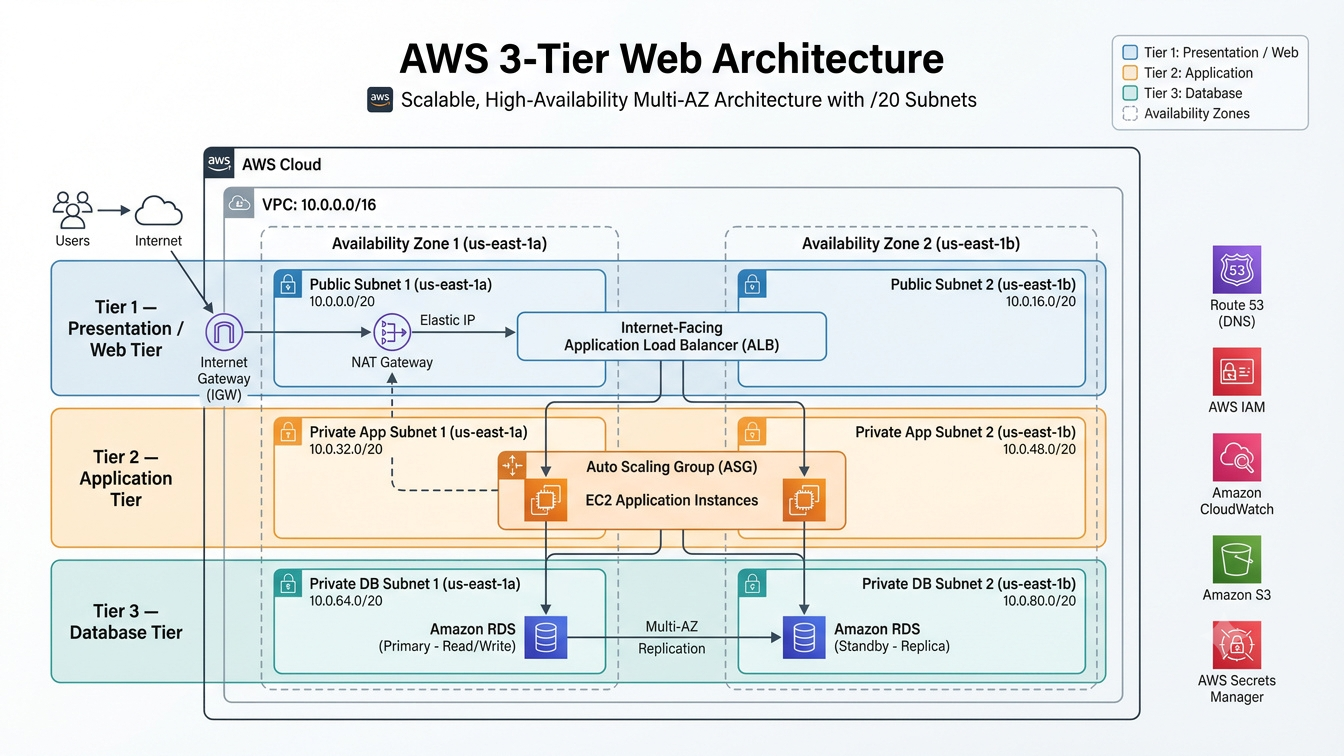 AWS 3-Tier Web Architecture
aws Scalable, High-Availability Multi-AZ Architecture with /20 Subnets
Tier 1: Presentation / Web
Tier 2: Application
Tier 3: Database
Availability Zones
aws AWS Cloud
VPC: 10.0.0.0/16
Users
Internet
Availability Zone 1 (us-east-1a)
Availability Zone 2 (us-east-1b)
Tier 1 —
Presentation /
Web Tier
Internet
Gateway
(IGW)
Public Subnet 1 (us-east-1a)
10.0.0.0/20
NAT Gateway
Elastic IP
Internet-Facing
Application Load Balancer (ALB)
Public Subnet 2 (us-east-1b)
10.0.16.0/20
Tier 2 —
Application
Tier
Private App Subnet 1 (us-east-1a)
10.0.32.0/20
Auto Scaling Group (ASG)
EC2 Application Instances
Private App Subnet 2 (us-east-1b)
10.0.48.0/20
Tier 3 —
Database Tier
Private DB Subnet 1 (us-east-1a)
10.0.64.0/20
Amazon RDS
(Primary - Read/Write)
Multi-AZ
Replication
Private DB Subnet 2 (us-east-1b)
10.0.80.0/20
Amazon RDS
(Standby - Replica)
53
Route 53
(DNS)
AWS IAM
Amazon
CloudWatch
Amazon S3
AWS Secrets
Manager